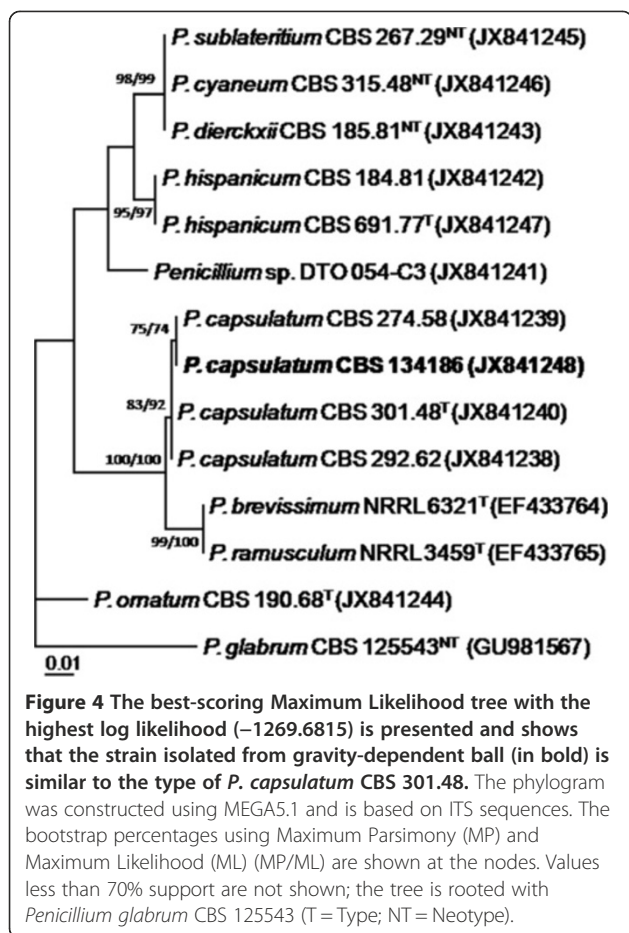 P. sublateritium CBS 267.29NT (JX841245)
98/99
P. cyaneum CBS 315.48NT (JX841246)
P. dierckxii CBS 185.81NT (JX841243)
P. hispanicum CBS 184.81 (JX841242)
95/97
P. hispanicum CBS 691.77T (JX841247)
Penicillium sp. DTO 054-C3 (JX841241)
P. capsulatum CBS 274.58 (JX841239)
75/74
P. capsulatum CBS 134186 (JX841248)
83/92
P. capsulatum CBS 301.48T (JX841240)
100/100
P. capsulatum CBS 292.62 (JX841238)
P. brevissimum NRRL 6321T (EF433764)
99/100
P. ramusculum NRRL 3459T (EF433765)
P. ornatum CBS 190.68T (JX841244)
P. glabrum CBS 125543NT (GU981567)
0.01
Figure 4 The best-scoring Maximum Likelihood tree with the
highest log likelihood (−1269.6815) is presented and shows
that the strain isolated from gravity-dependent ball (in bold) is
similar to the type of P. capsulatum CBS 301.48. The phylogram
was constructed using MEGA5.1 and is based on ITS sequences. The
bootstrap percentages using Maximum Parsimony (MP) and
Maximum Likelihood (ML) (MP/ML) are shown at the nodes. Values
less than 70% support are not shown; the tree is rooted with
Penicillium glabrum CBS 125543 (T = Type; NT = Neotype).